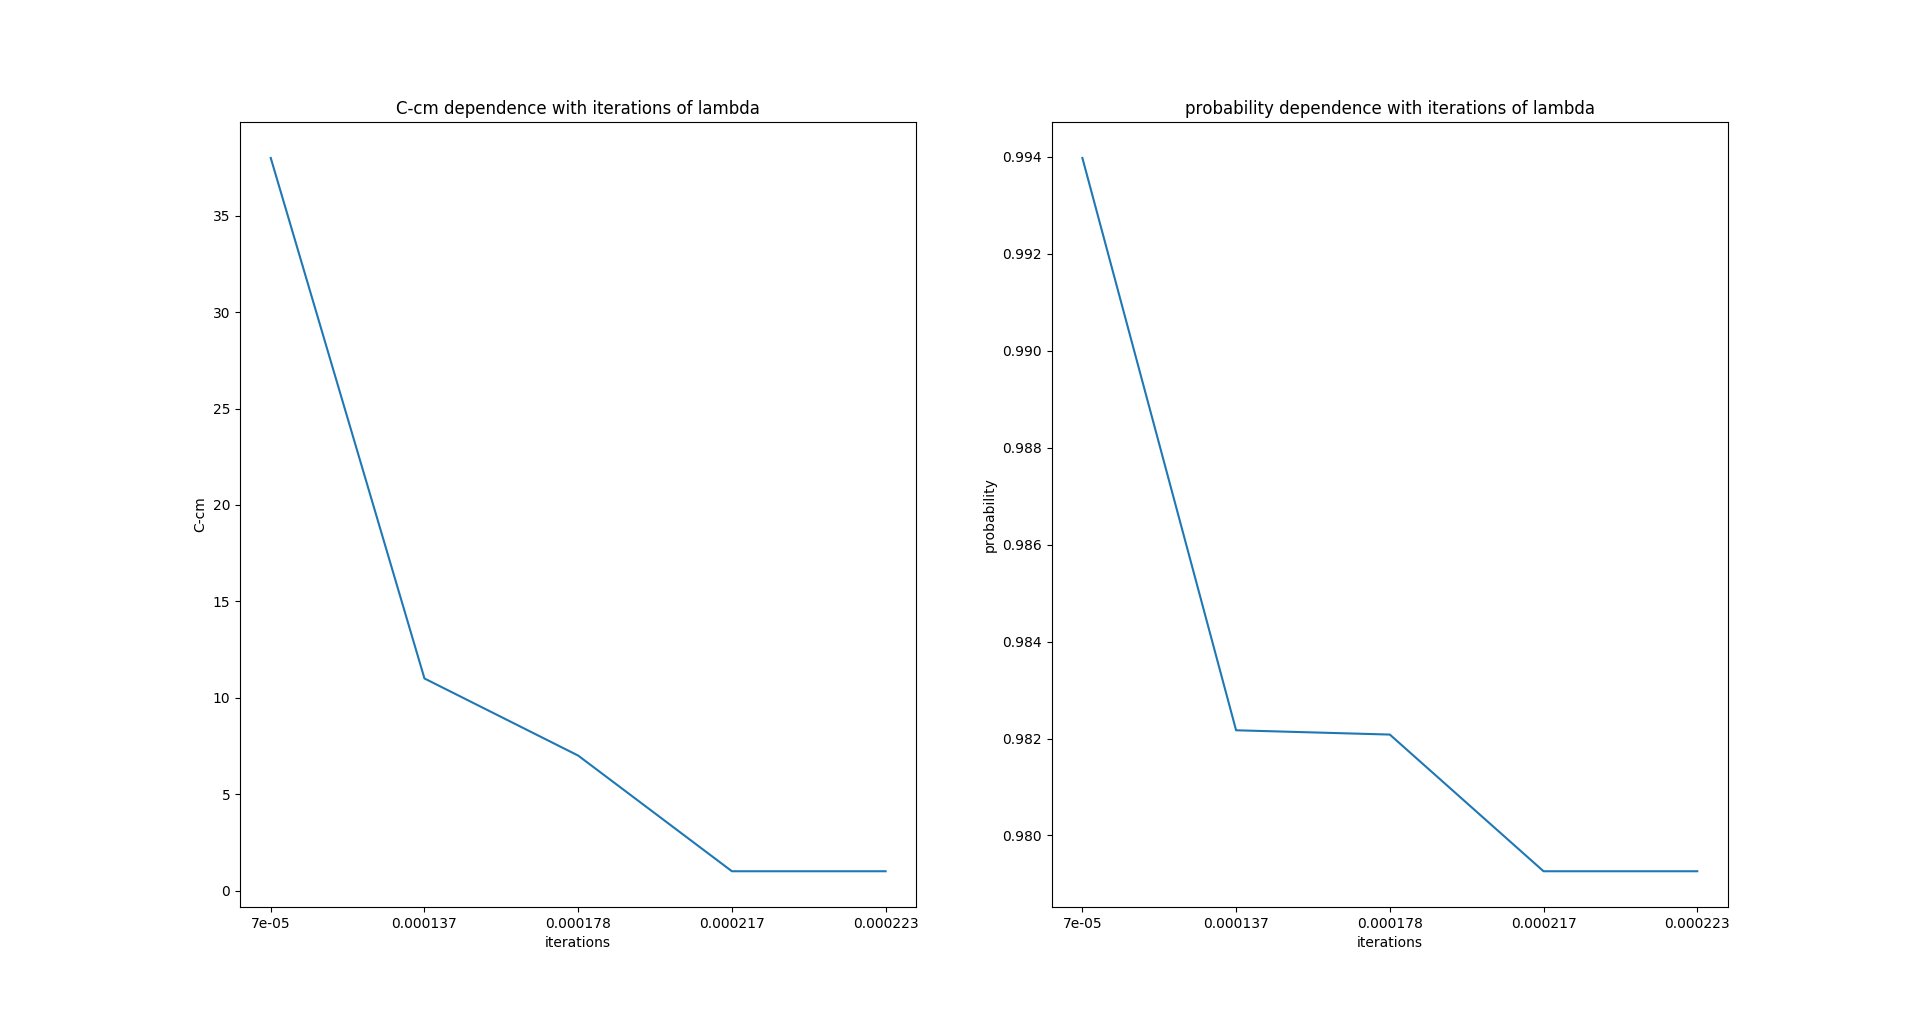 C-cm dependence with iterations of lambda
C-cm
35
30
25
20
15
10
5
0
7e-05 0.000137 0.000178 0.000217 0.000223
iterations
probability dependence with iterations of lambda
probability
0.994
0.992
0.990
0.988
0.986
0.984
0.982
0.980
7e-05 0.000137 0.000178 0.000217 0.000223
iterations